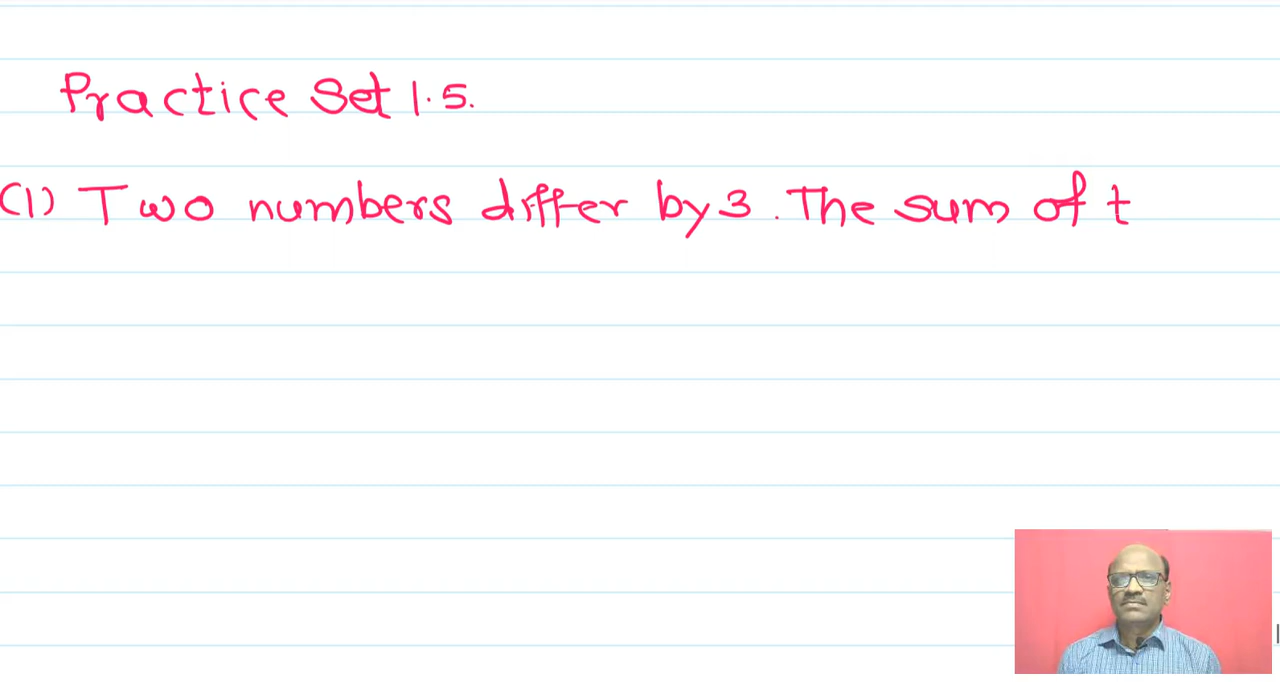 Practice Set 1.5.
(1) Two numbers differ by 3. The sum of t